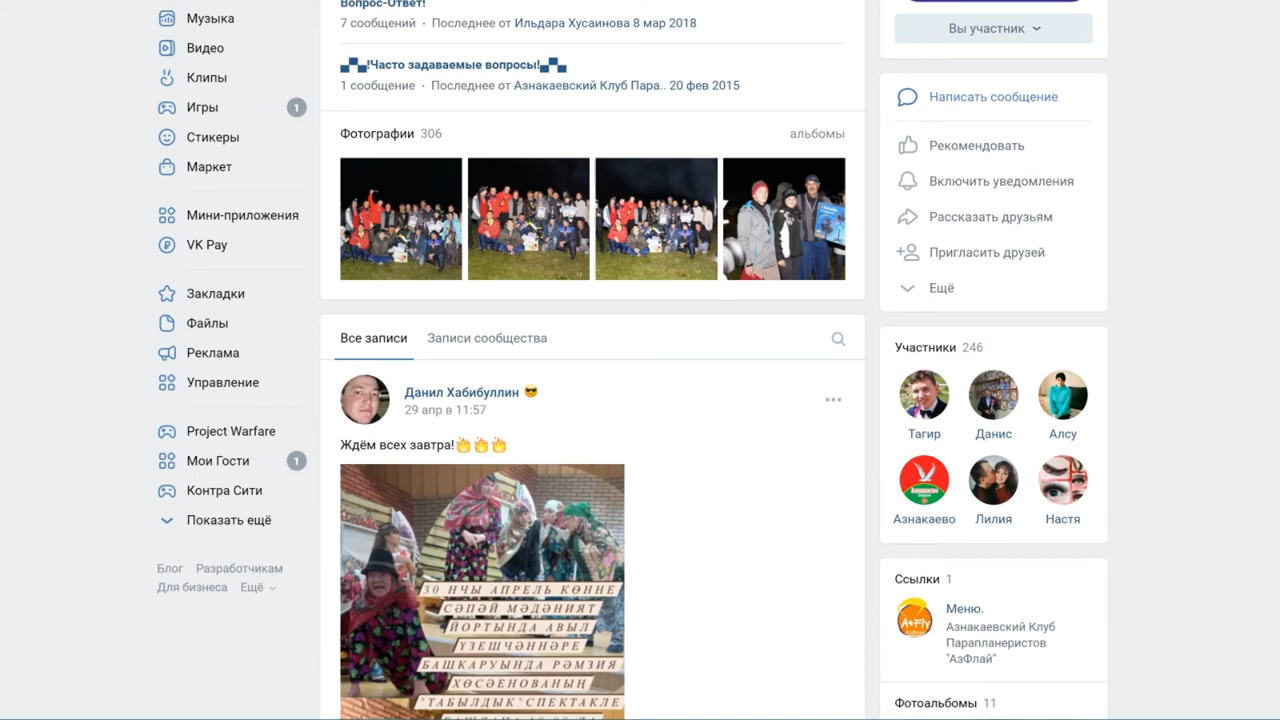 Музыка
Видео
Клипы
Игры
1
Стикеры
Маркет
Мини-приложения
VK Pay
Закладки
Файлы
Реклама
Управление
Project Warfare
Мои Гости
1
Контра Сити
Показать ещё
Блог Разработчикам
Для бизнеса Ещё
Вопрос-Ответ!
7 сообщений · Последнее от Ильдара Хусаинова 8 мар 2018
!Часто задаваемые вопросы!
1 сообщение · Последнее от Азнакаевский Клуб Пара.. 20 фев 2015
Фотографии 306
альбомы
Все записи
Записи сообщества
Данил Хабибуллин
29 апр в 11:57
Ждём всех завтра!
30 НЧЫ АПРЕЛЬ КӨННЕ
СӘПӘЙ МӘДӘНИЯТ
ЙОРТЫНДА АВЫЛ
ҮЗЕШЧӘННӘРЕ
БАШКАРУЫНДА РӘМЗИЯ
ХӨСӘЕНОВАНЫҢ
"ТАБЫЛДЫК" СПЕКТАКЛЕ
Вы участник
Написать сообщение
Рекомендовать
Включить уведомления
Рассказать друзьям
Пригласить друзей
Ещё
Участники 246
Тагир
Данис
Алсу
Азнакаево
Лилия
Настя
Ссылки 1
AзFly
Меню.
Азнакаевский Клуб
Парапланеристов
"АзФлай"
Фотоальбомы 11